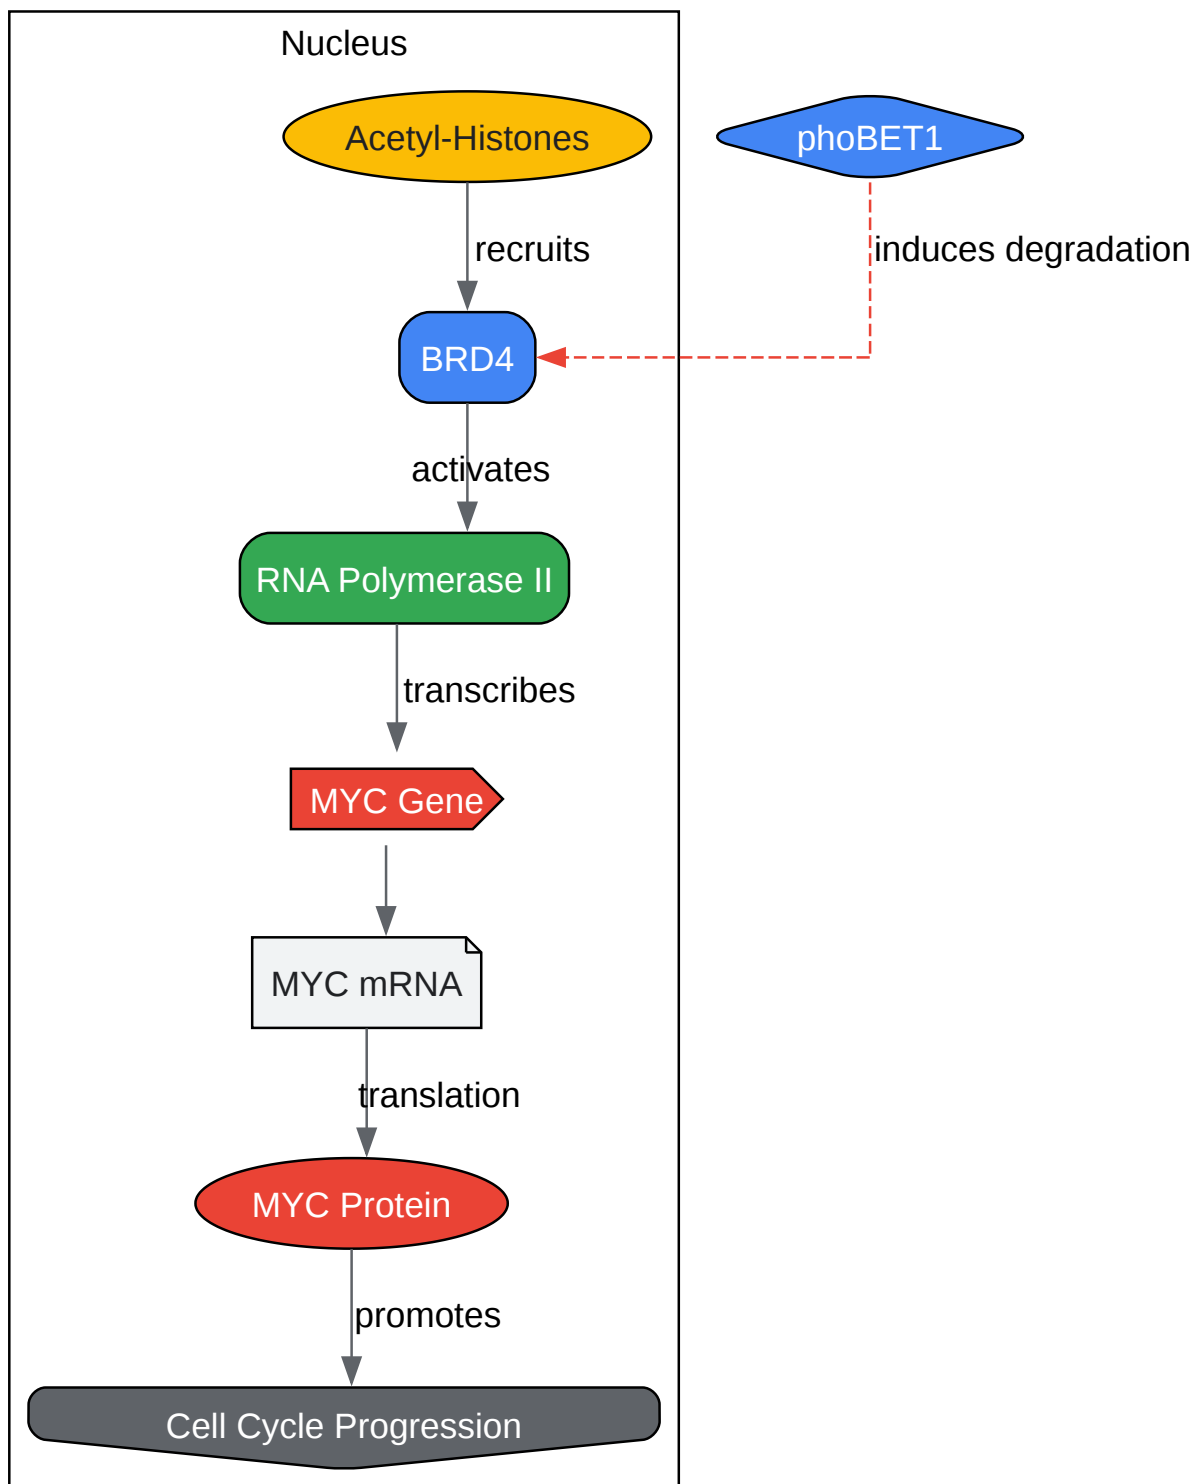 Nucleus
Acetyl-Histones
phoBET1
recruits
induces degradation
BRD4
activates
RNA Polymerase II
transcribes
MYC Gene
MYC mRNA
translation
MYC Protein
promotes
Cell Cycle Progression